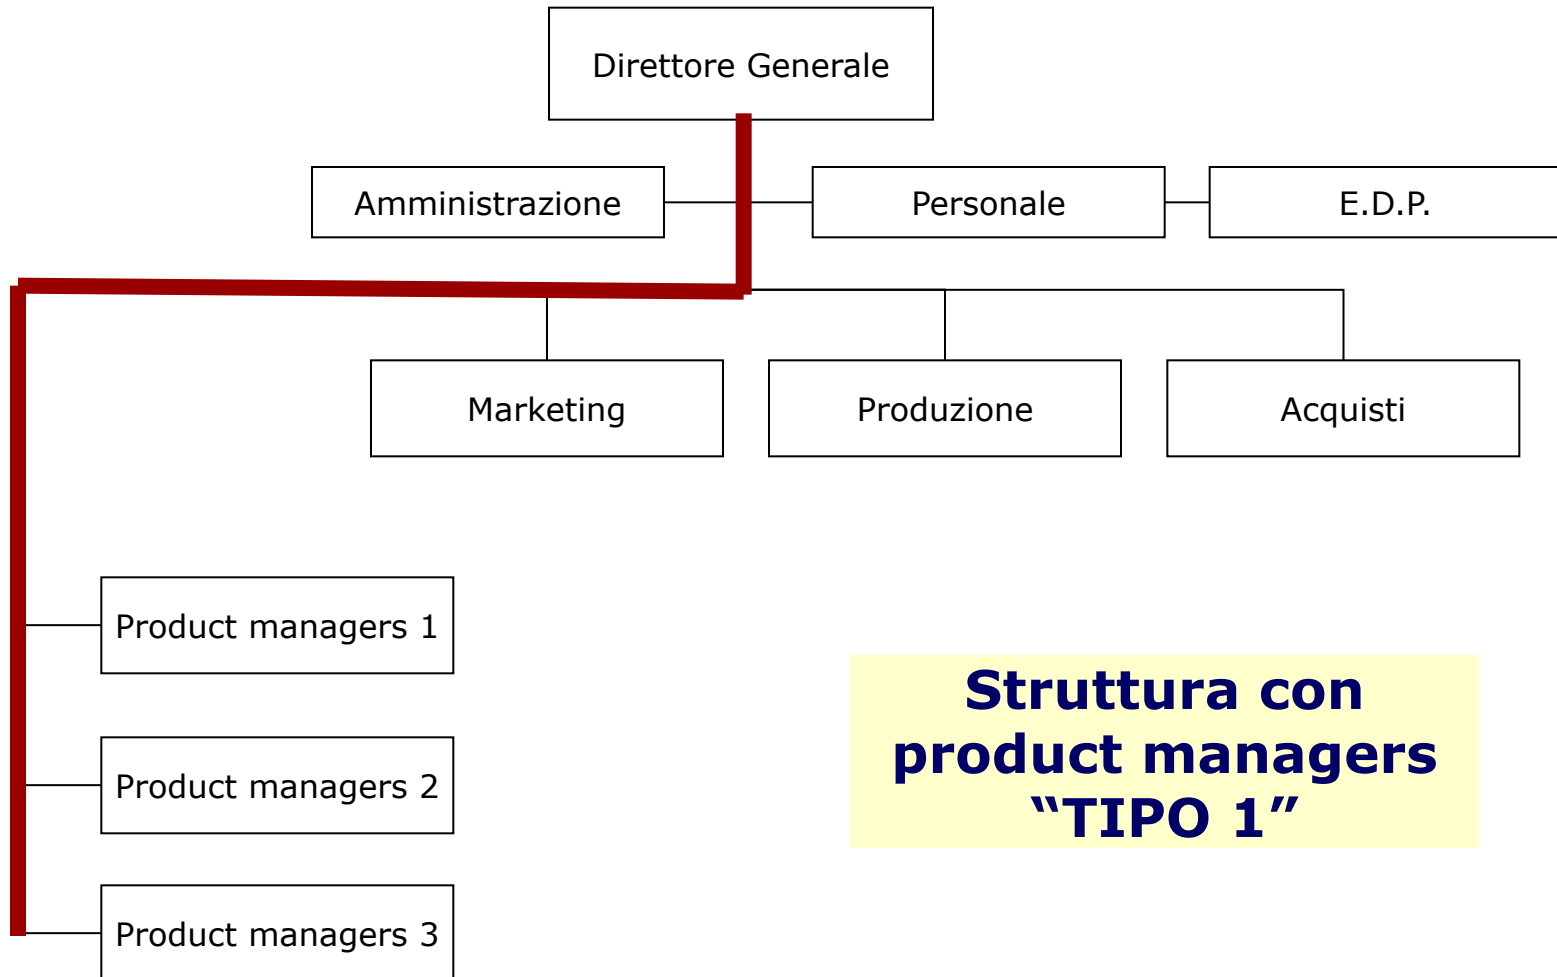 Direttore Generale
Amministrazione
Personale
E.D.P.
Marketing
Produzione
Acquisti
Product managers 1
Product managers 2
Product managers 3
Struttura con
product managers
“TIPO 1”